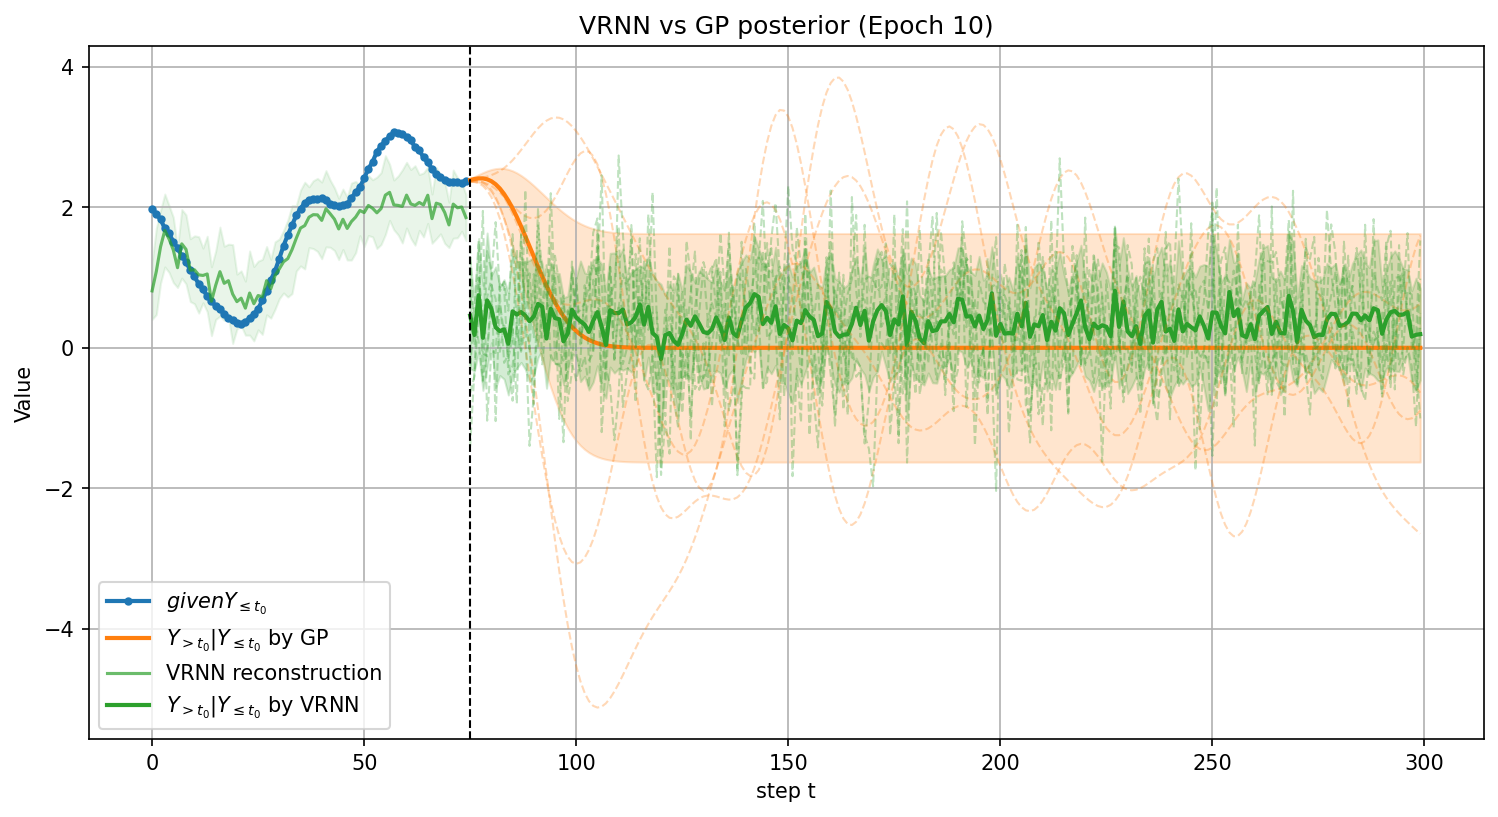 VRNN vs GP posterior (Epoch 10)
4
2
0
−2
−4
Value
givenY≤t₀
Y>t₀|Y≤t₀ by GP
VRNN reconstruction
Y>t₀|Y≤t₀ by VRNN
0 50 100 150 200 250 300
step t